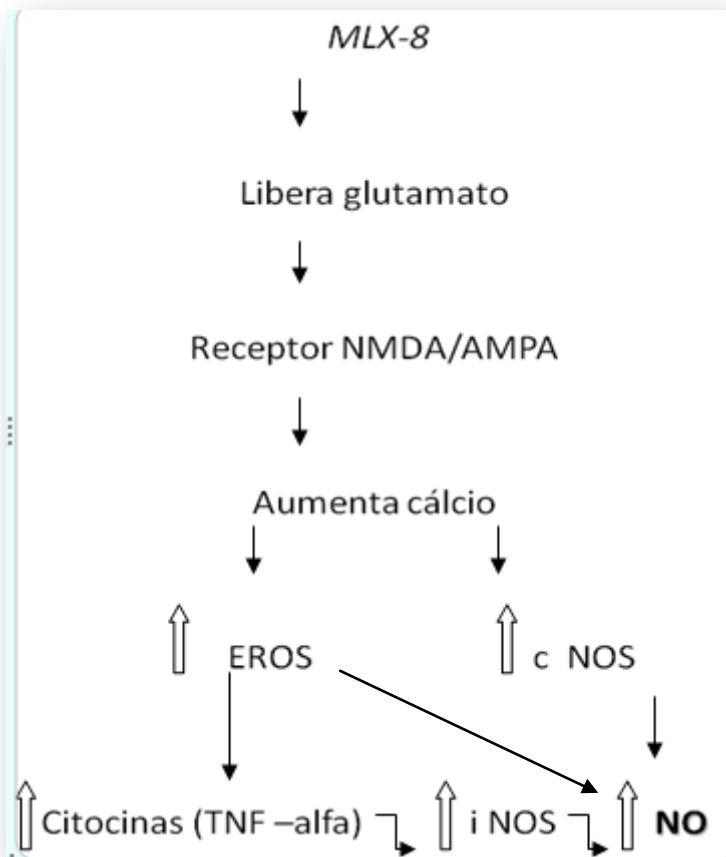 MLX-8
Libera glutamato
Receptor NMDA/AMPA
Aumenta cálcio
EROS c NOS
Citocinas (TNF –alfa) i NOS NO